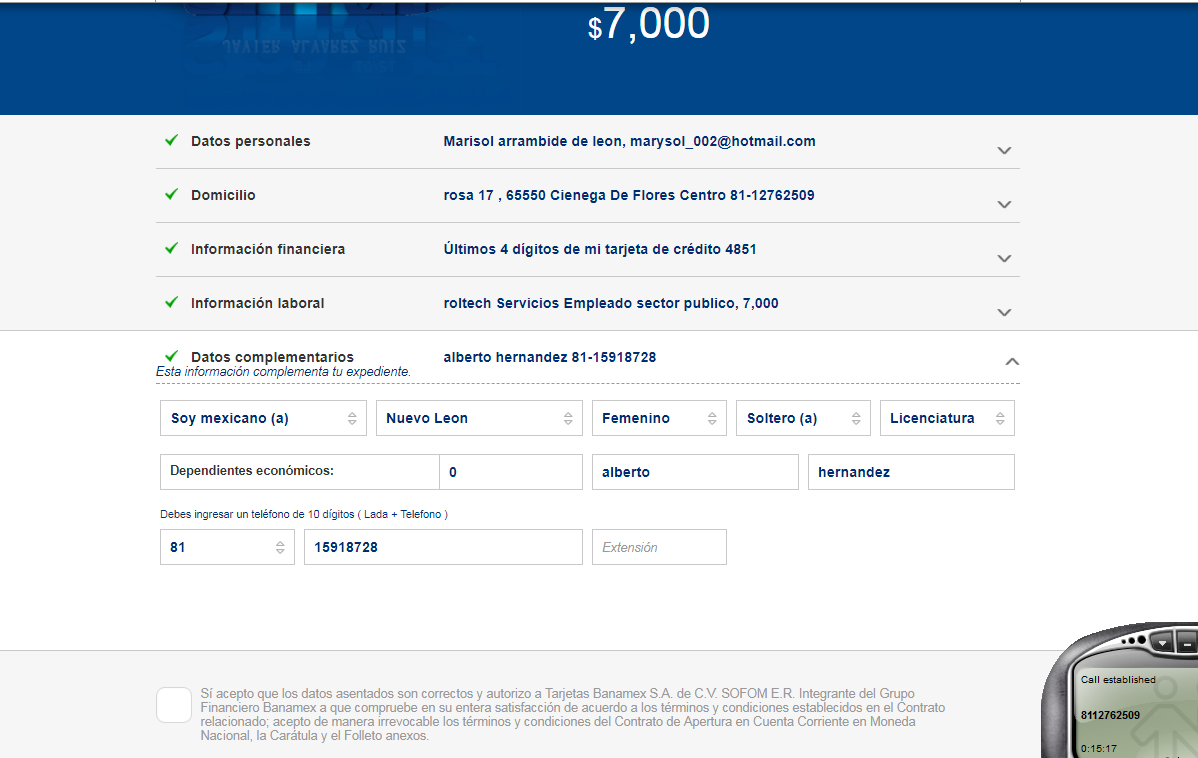 $7,000
JAVIER ALVAREZ RUIZ
Datos personales Marisol arrambide de leon, marysol_002@hotmail.com
Domicilio rosa 17 , 65550 Cienega De Flores Centro 81-12762509
Información financiera Últimos 4 dígitos de mi tarjeta de crédito 4851
Información laboral roltech Servicios Empleado sector publico, 7,000
Datos complementarios alberto hernandez 81-15918728
Esta información complementa tu expediente.
Soy mexicano (a) Nuevo Leon Femenino Soltero (a) Licenciatura
Dependientes económicos: 0 alberto hernandez
Debes ingresar un teléfono de 10 dígitos ( Lada + Telefono )
81 15918728 Extensión
Sí acepto que los datos asentados son correctos y autorizo a Tarjetas Banamex S.A. de C.V. SOFOM E.R. Integrante del Grupo
Financiero Banamex a que compruebe en su entera satisfacción de acuerdo a los términos y condiciones establecidos en el Contrato
relacionado; acepto de manera irrevocable los términos y condiciones del Contrato de Apertura en Cuenta Corriente en Moneda
Nacional, la Carátula y el Folleto anexos.
Call established
8112762509
0:15:17